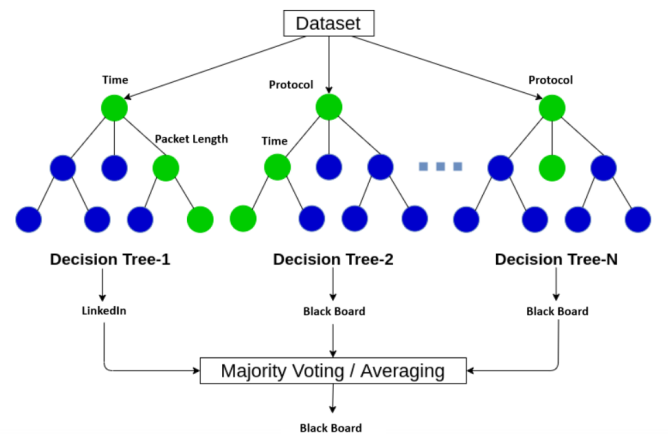 Dataset
Time
Protocol
Protocol
Packet Length
Time
Decision Tree-1
Decision Tree-2
Decision Tree-N
LinkedIn
Black Board
Black Board
Majority Voting / Averaging
Black Board